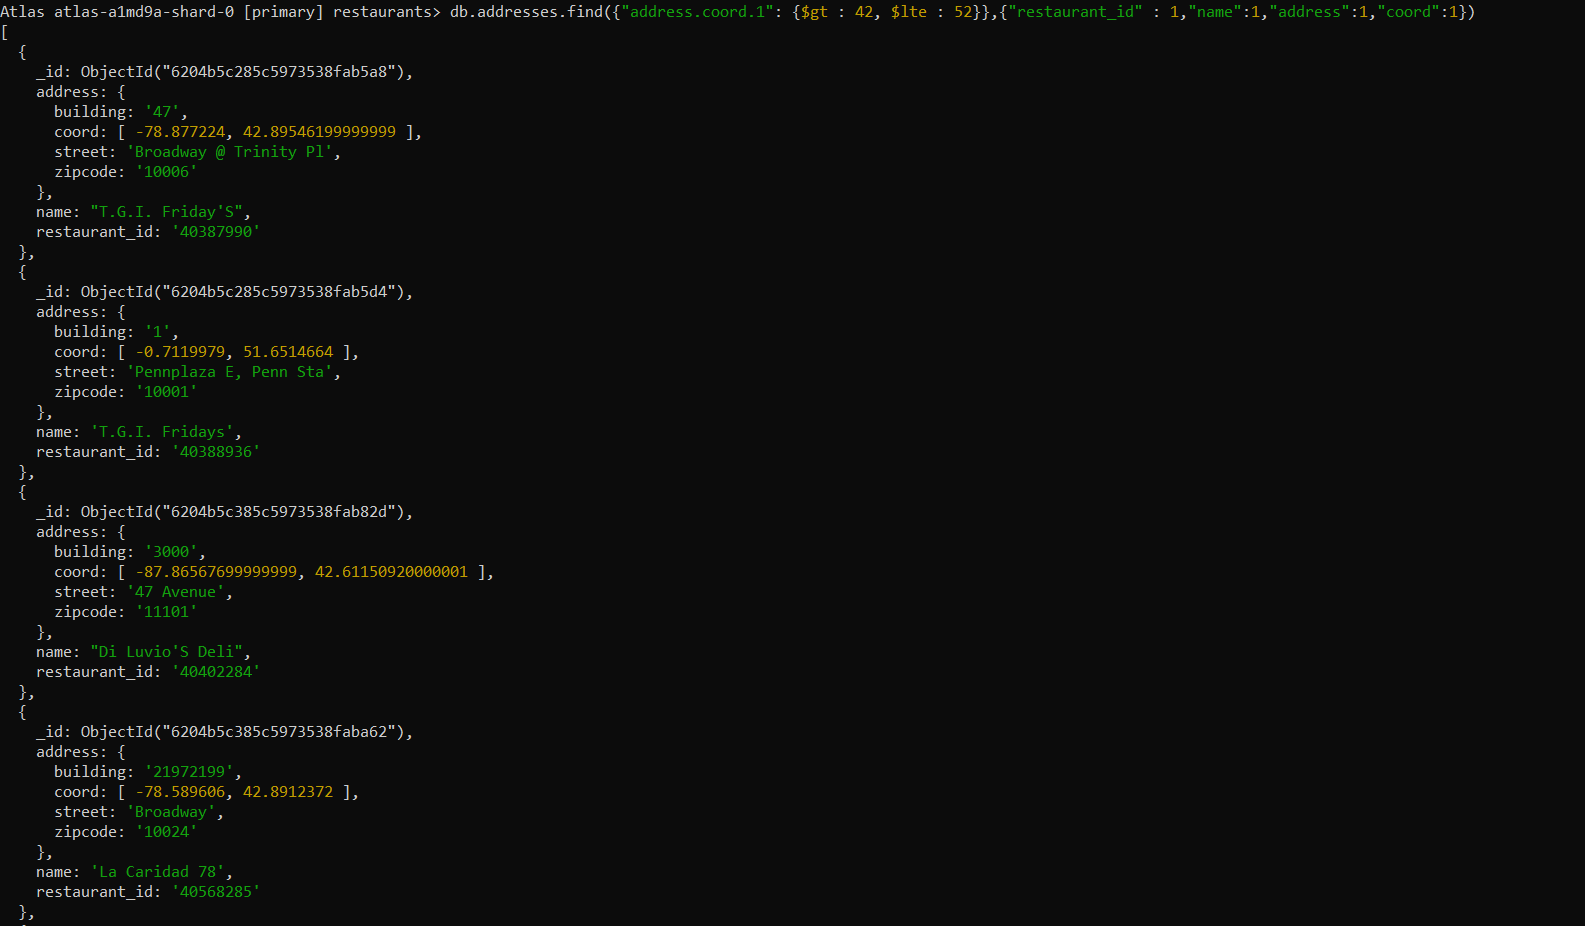 Atlas atlas-a1md9a-shard-0 [primary] restaurants> db.addresses.find({"address.coord.1": {$gt : 42, $lte : 52}},{"restaurant_id" : 1,"name":1,"address":1,"coord":1})
[
  {
    _id: ObjectId("6204b5c285c5973538fab5a8"),
    address: {
      building: '47',
      coord: [ -78.877224, 42.89546199999999 ],
      street: 'Broadway @ Trinity Pl',
      zipcode: '10006'
    },
    name: "T.G.I. Friday'S",
    restaurant_id: '40387990'
  },
  {
    _id: ObjectId("6204b5c285c5973538fab5d4"),
    address: {
      building: '1',
      coord: [ -0.7119979, 51.6514664 ],
      street: 'Pennplaza E, Penn Sta',
      zipcode: '10001'
    },
    name: 'T.G.I. Fridays',
    restaurant_id: '40388936'
  },
  {
    _id: ObjectId("6204b5c385c5973538fab82d"),
    address: {
      building: '3000',
      coord: [ -87.86567699999999, 42.61150920000001 ],
      street: '47 Avenue',
      zipcode: '11101'
    },
    name: "Di Luvio'S Deli",
    restaurant_id: '40402284'
  },
  {
    _id: ObjectId("6204b5c385c5973538faba62"),
    address: {
      building: '21972199',
      coord: [ -78.589606, 42.8912372 ],
      street: 'Broadway',
      zipcode: '10024'
    },
    name: 'La Caridad 78',
    restaurant_id: '40568285'
  },